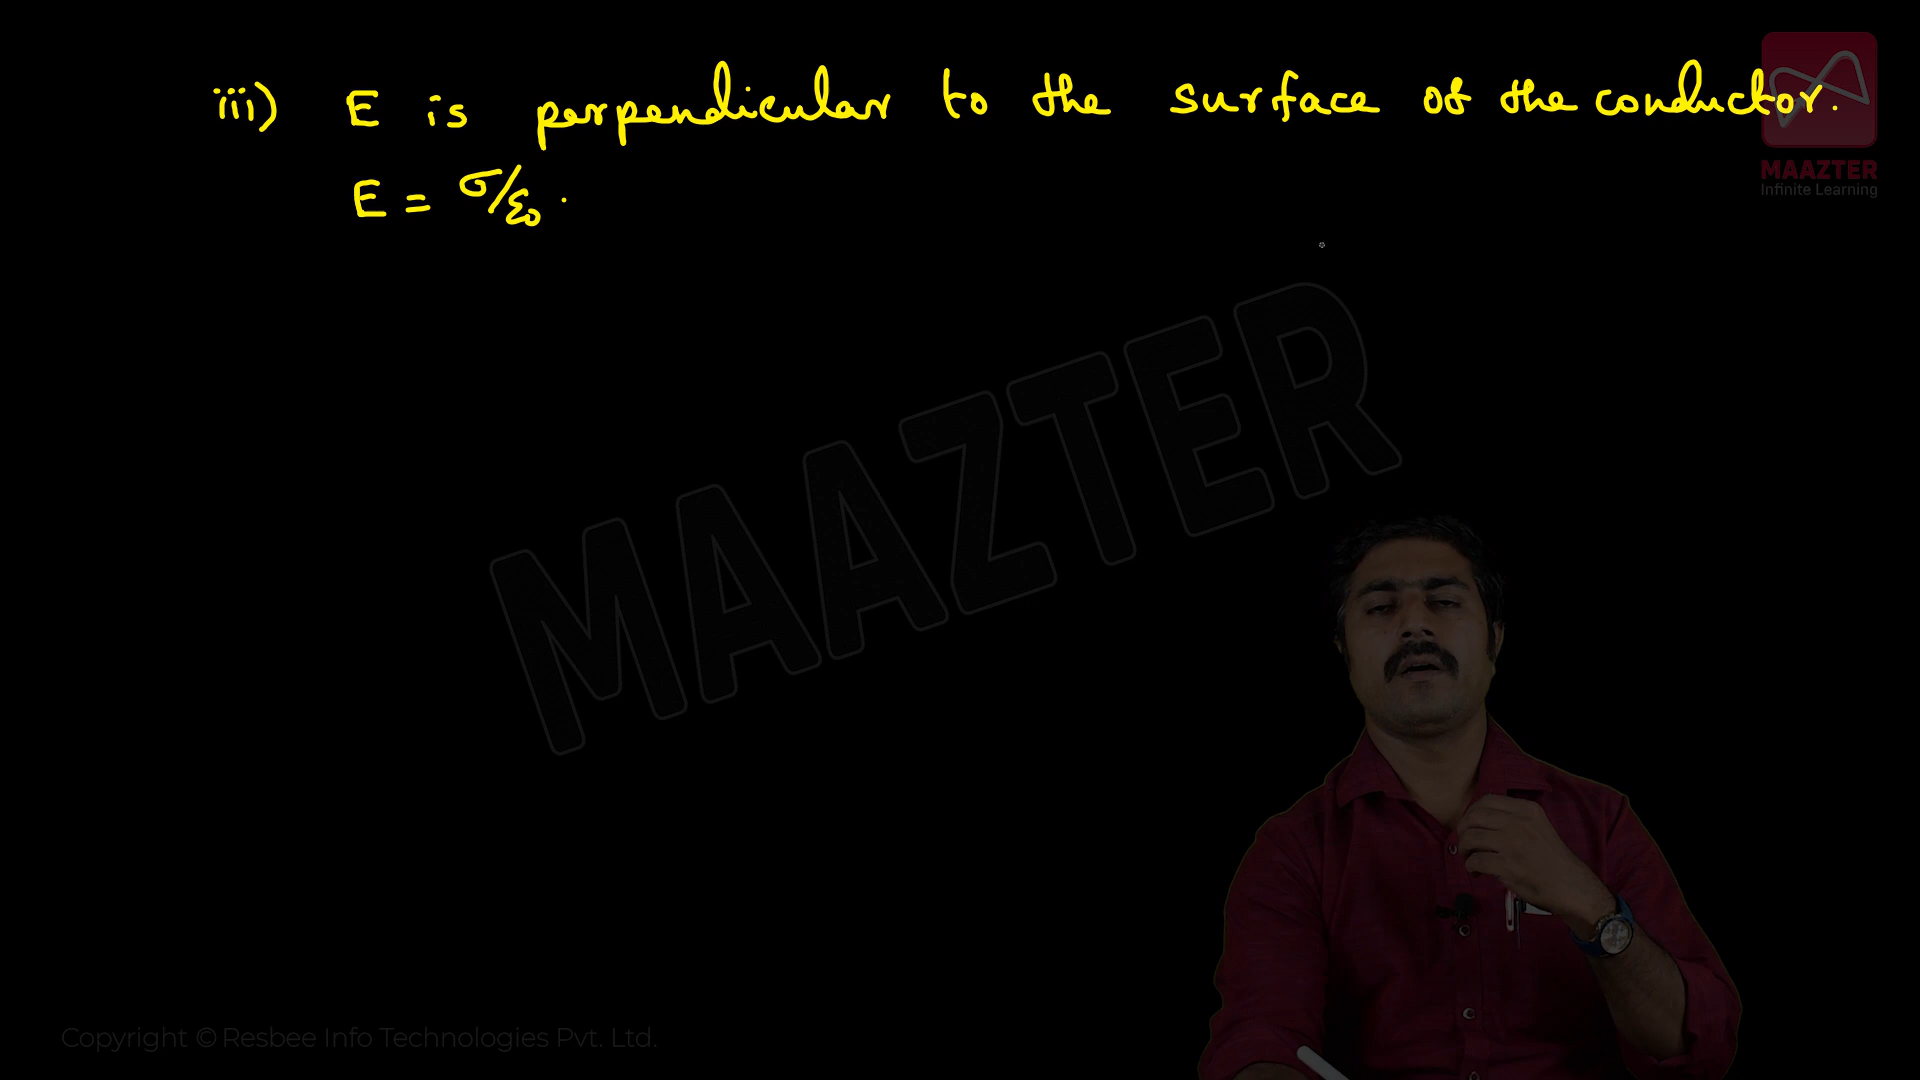 iii) E is perpendicular to the surface of the conductor.
E = σ/ε₀.
MAAZTER
Infinite Learning
MAAZTER
Copyright © Resbee Info Technologies Pvt. Ltd.